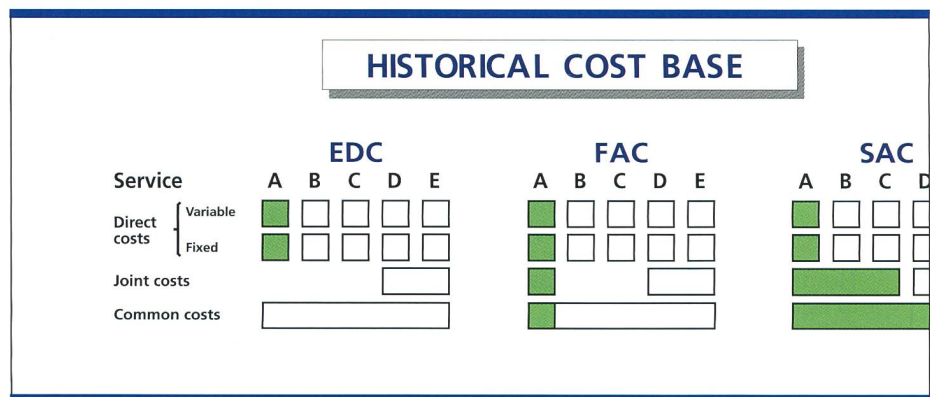 HISTORICAL COST BASE
EDC FAC SAC
Service A B C D E A B C D E A B C D
Direct costs
Variable
Fixed
Joint costs
Common costs